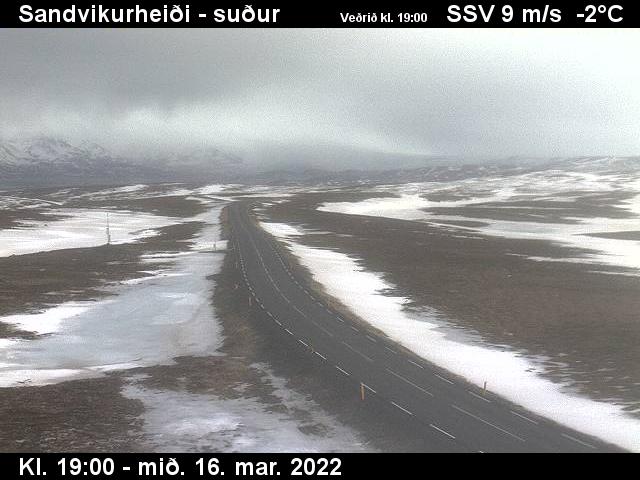 Sandvikurheiði - suður Veðrið kl. 19:00 SSV 9 m/s -2°C
Kl. 19:00 - mið. 16. mar. 2022